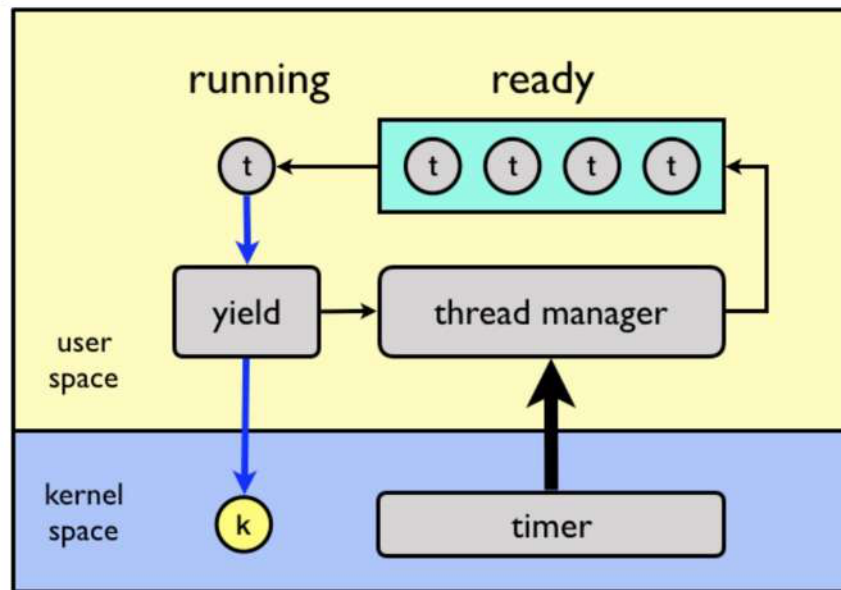 running
ready
t
t
t
t
t
yield
thread manager
user
space
kernel
space
k
timer